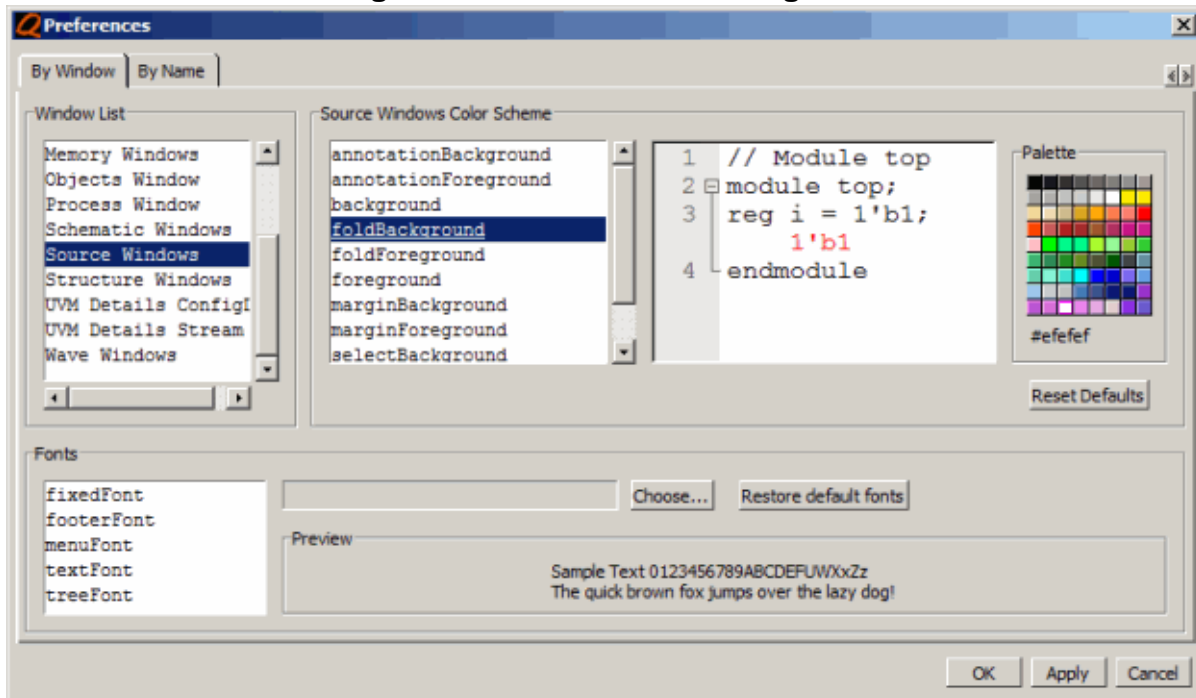 Preferences
By Window
By Name
Window List
Memory Windows
Objects Window
Process Window
Schematic Windows
Source Windows
Structure Windows
UVM Details Config
UVM Details Stream
Wave Windows
Source Windows Color Scheme
annotationBackground
annotationForeground
background
foldBackground
foldForeground
foreground
marginBackground
marginForeground
selectBackground
1 // Module top
2 module top;
3 reg i = 1'b1;
1'b1
4 endmodule
Palette
#efefef
Reset Defaults
Fonts
fixedFont
footerFont
menuFont
textFont
treeFont
Choose...
Restore default fonts
Preview
Sample Text 0123456789ABCDEFUWXxZz
The quick brown fox jumps over the lazy dog!
OK
Apply
Cancel